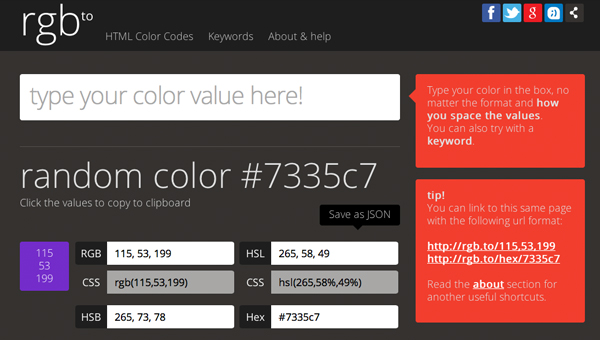 rgb to
HTML Color Codes Keywords About & help
type your color value here!
Type your color in the box, no
matter the format and how
you space the values.
You can also try with a
keyword.
random color #7335c7
Click the values to copy to clipboard
Save as JSON
tip!
You can link to this same page
with the following url format:
http://rgb.to/115,53,199
http://rgb.to/hex/7335c7
Read the about section for
another useful shortcuts.
115
53
199
RGB 115, 53, 199 HSL 265, 58, 49
CSS rgb(115,53,199) CSS hsl(265,58%,49%)
HSB 265, 73, 78 Hex #7335c7